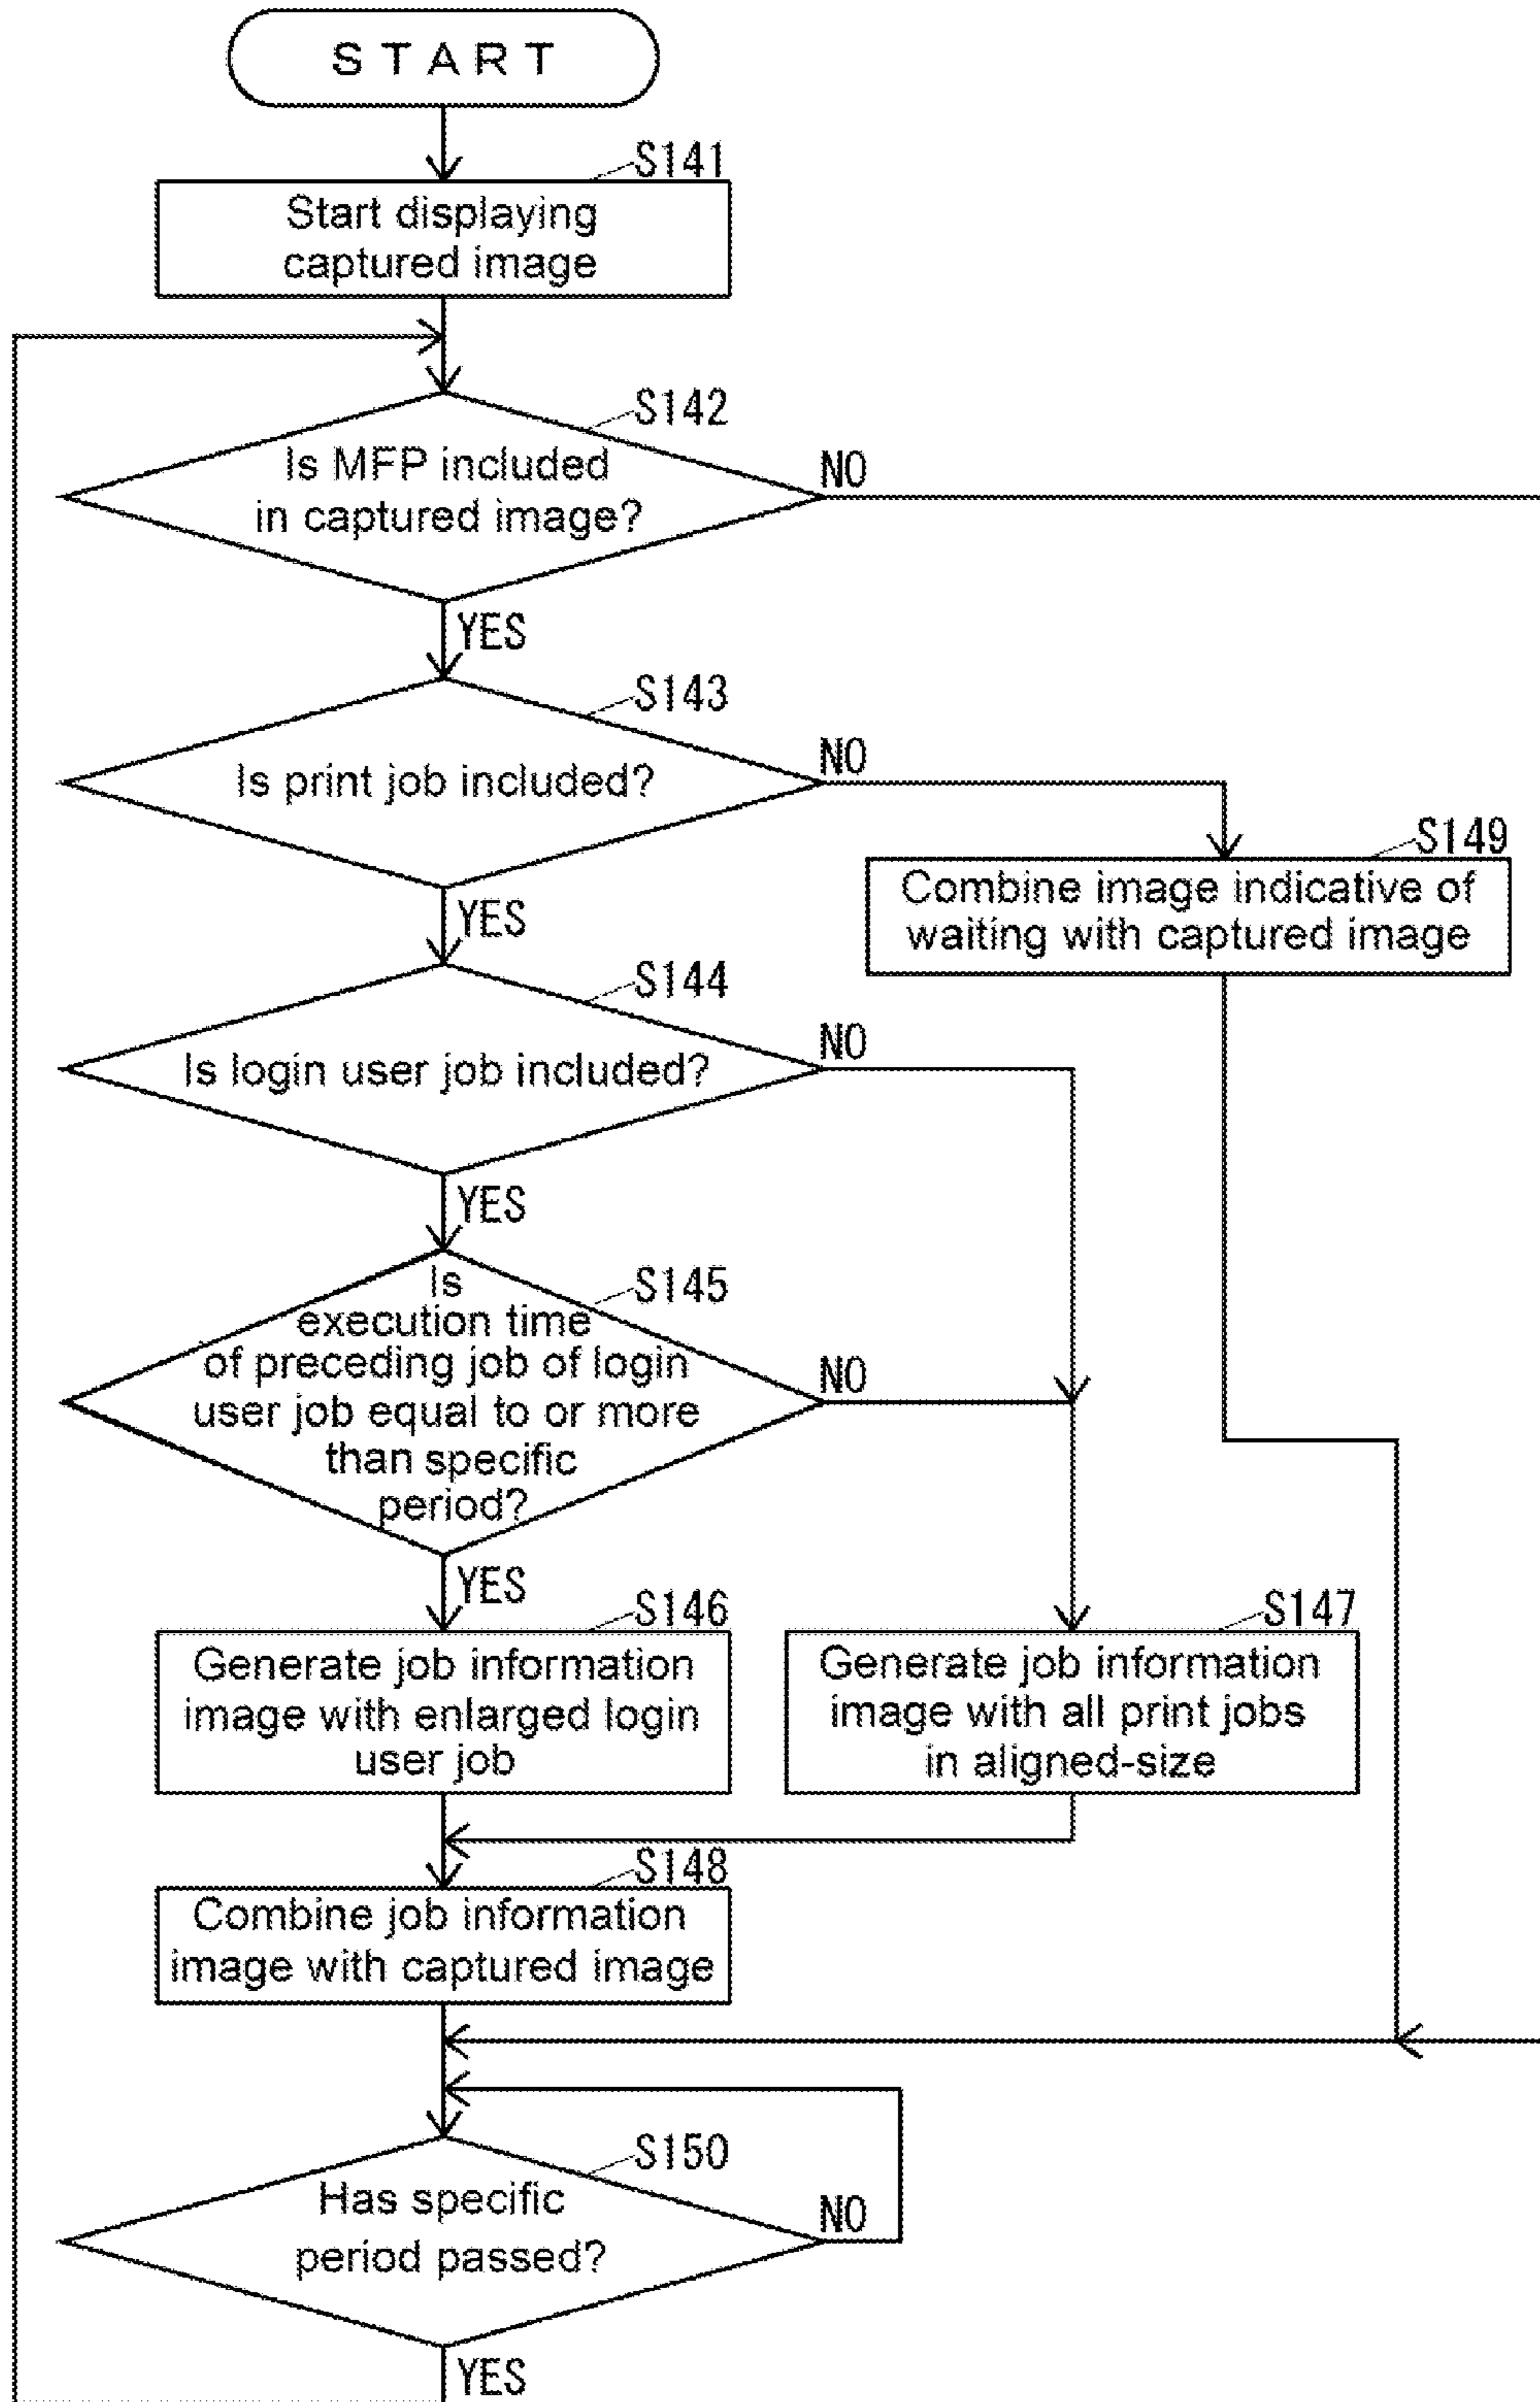 START
S141
Start displaying
captured image
S142
Is MFP included
in captured image?
NO
YES
S143
Is print job included?
NO
YES
S149
Combine image indicative of
waiting with captured image
S144
Is login user job included?
NO
YES
S145
Is
execution time
of preceding job of login
user job equal to or more
than specific
period?
NO
YES
S146
Generate job information
image with enlarged login
user job
S147
Generate job information
image with all print jobs
in aligned-size
S148
Combine job information
image with captured image
S150
Has specific
period passed?
NO
YES